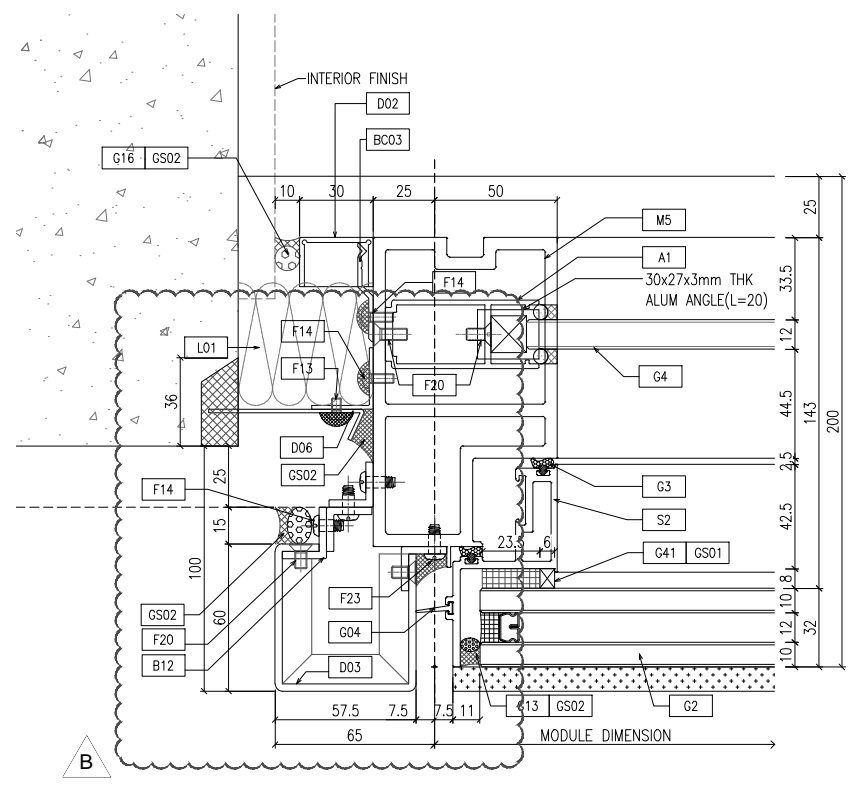 INTERIOR FINISH
D02
BC03
G16 GS02
10 30 25 50
25
M5
A1
30x27x3mm THK
ALUM ANGLE(L=20)
F14
33.5
L01
F14
12
F13
F20
G4
36
44.5
143
200
D06
GS02
2.5
25
F14
G3
S2
42.5
15
23.5 6
G41 GS01
100
8
F23
10
GS02
60
G04
12
32
F20
B12
D03
10
G13 GS02
G2
57.5 7.5 7.5 11
65
MODULE DIMENSION
B